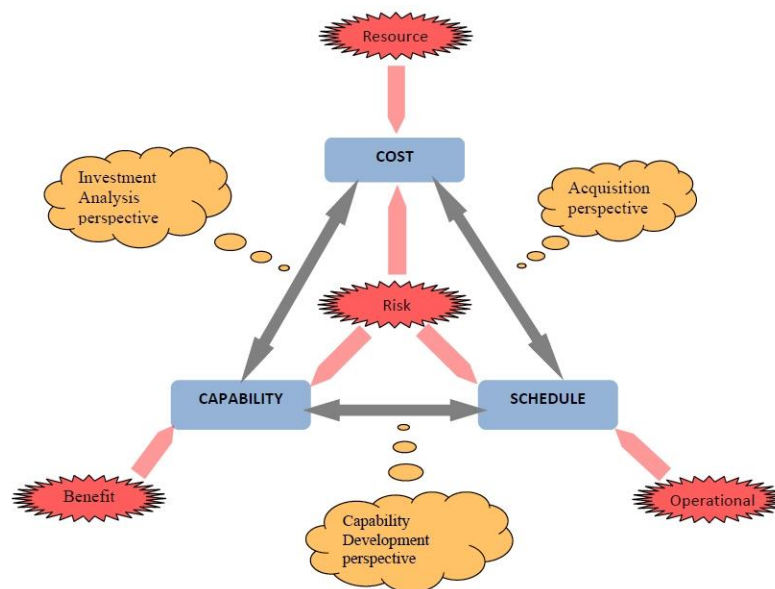 Resource
COST
Investment
Analysis
perspective
Acquisition
perspective
Risk
CAPABILITY
SCHEDULE
Benefit
Operational
Capability
Development
perspective